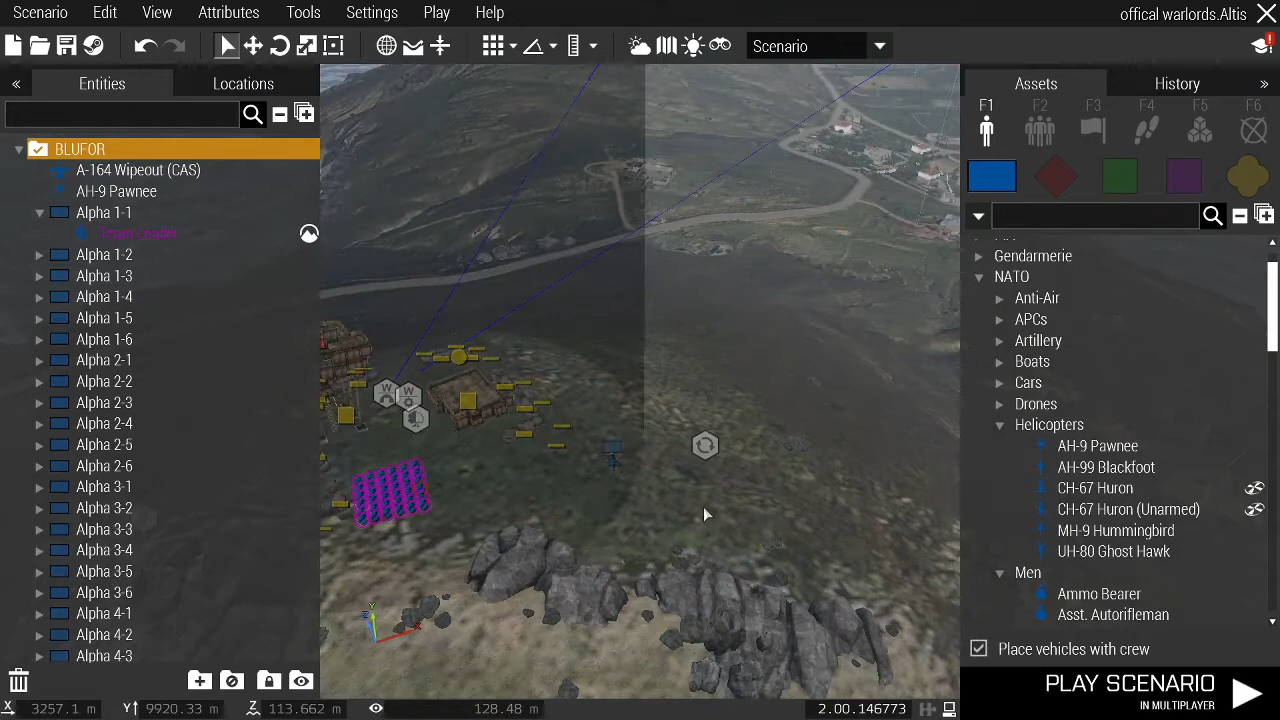 Scenario Edit View Attributes Tools Settings Play Help
offical warlords.Altis
Scenario
Entities Locations
Assets History
F1 F2 F3 F4 F5 F6
BLUFOR
A-164 Wipeout (CAS)
AH-9 Pawnee
Alpha 1-1
Team Leader
Alpha 1-2
Alpha 1-3
Alpha 1-4
Alpha 1-5
Alpha 1-6
Alpha 2-1
Alpha 2-2
Alpha 2-3
Alpha 2-4
Alpha 2-5
Alpha 2-6
Alpha 3-1
Alpha 3-2
Alpha 3-3
Alpha 3-4
Alpha 3-5
Alpha 3-6
Alpha 4-1
Alpha 4-2
Alpha 4-3
W
W
Y
Z
X
Gendarmerie
NATO
Anti-Air
APCs
Artillery
Boats
Cars
Drones
Helicopters
AH-9 Pawnee
AH-99 Blackfoot
CH-67 Huron
CH-67 Huron (Unarmed)
MH-9 Hummingbird
UH-80 Ghost Hawk
Men
Ammo Bearer
Asst. Autorifleman
Place vehicles with crew
PLAY SCENARIO
IN MULTIPLAYER
X 3257.1 m Y 9920.33 m Z 113.662 m 128.48 m 2.00.146773